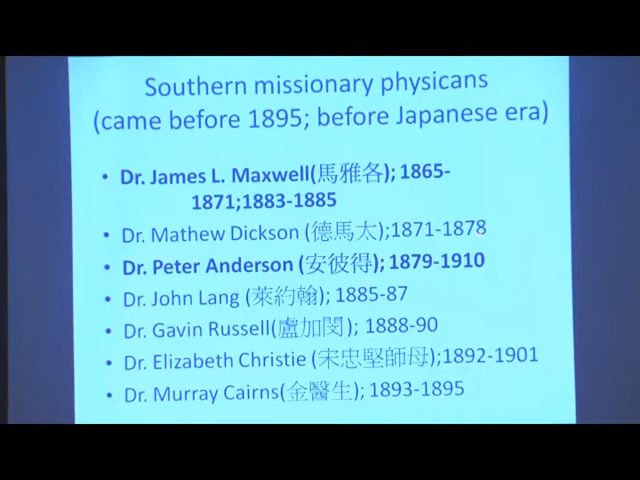 Southern missionary physicans
(came before 1895; before Japanese era)
• Dr. James L. Maxwell(馬雅各); 1865-
1871;1883-1885
• Dr. Mathew Dickson (德馬太);1871-1878
• Dr. Peter Anderson (安彼得); 1879-1910
• Dr. John Lang (萊約翰); 1885-87
• Dr. Gavin Russell(盧加閔); 1888-90
• Dr. Elizabeth Christie (宋忠堅師母);1892-1901
• Dr. Murray Cairns(金醫生); 1893-1895